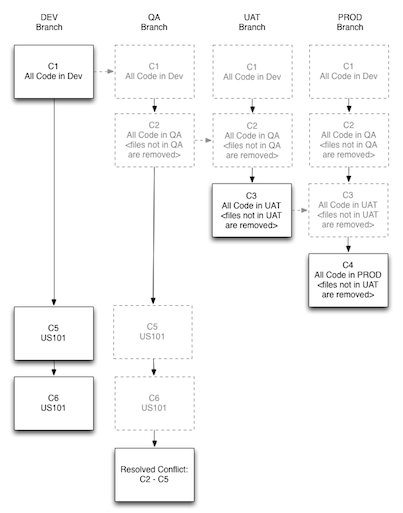 DEV
Branch
QA
Branch
UAT
Branch
PROD
Branch
C1
All Code in Dev
C1
All Code in Dev
C1
All Code in Dev
C1
All Code in Dev
C2
All Code in QA
<files not in QA
are removed>
C2
All Code in QA
<files not in QA
are removed>
C2
All Code in QA
<files not in QA
are removed>
C3
All Code in UAT
<files not in UAT
are removed>
C3
All Code in UAT
<files not in UAT
are removed>
C4
All Code in PROD
<files not in UAT
are removed>
C5
US101
C5
US101
C6
US101
C6
US101
Resolved Conflict:
C2 - C5